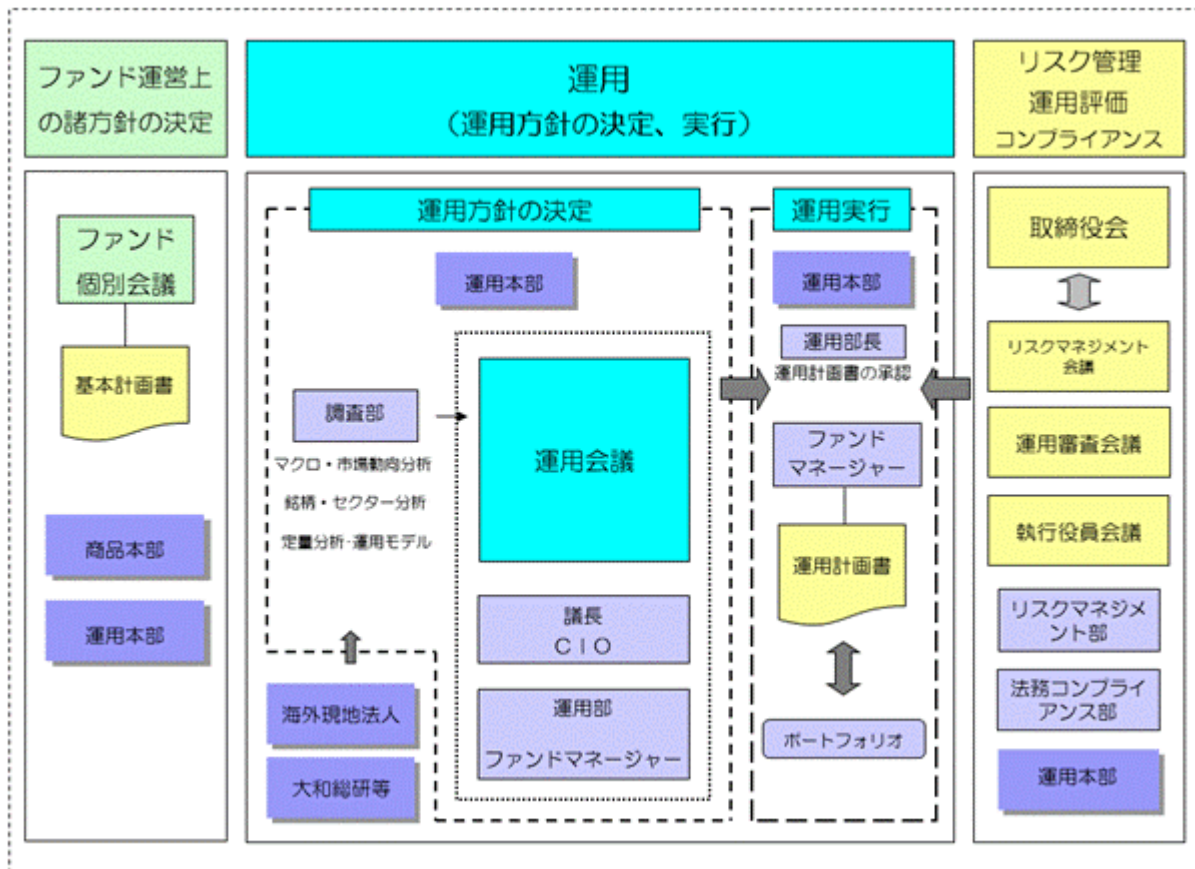 ファンド運営上
の諸方針の決定
運用
（運用方針の決定、実行）
リスク管理
運用評価
コンプライアンス
ファンド
個別会議
基本計画書
商品本部
運用本部
運用方針の決定
運用本部
調査部
マクロ・市場動向分析
銘柄・セクター分析
定量分析・運用モデル
運用会議
議長
CIO
運用部
ファンドマネージャー
海外現地法人
大和総研等
運用実行
運用本部
運用部長
運用計画書の承認
ファンド
マネージャー
運用計画書
ポートフォリオ
取締役会
リスクマネジメント
会議
運用審査会議
執行役員会議
リスクマネジメ
ント部
法務コンプライ
アンス部
運用本部